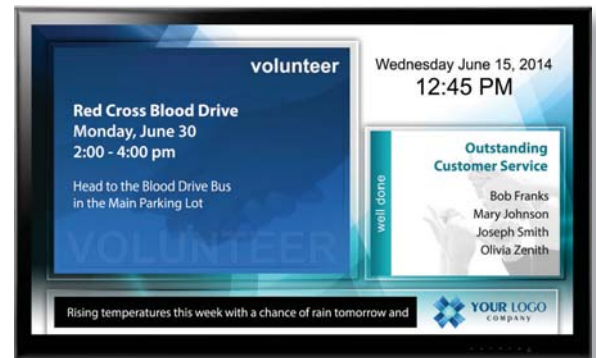 volunteer
Red Cross Blood Drive
Monday, June 30
2:00 - 4:00 pm
Head to the Blood Drive Bus
in the Main Parking Lot
VOLUNTEER
Wednesday June 15, 2014
12:45 PM
well done
Outstanding
Customer Service
Bob Franks
Mary Johnson
Joseph Smith
Olivia Zenith
Rising temperatures this week with a chance of rain tomorrow and
YOUR LOGO
COMPANY